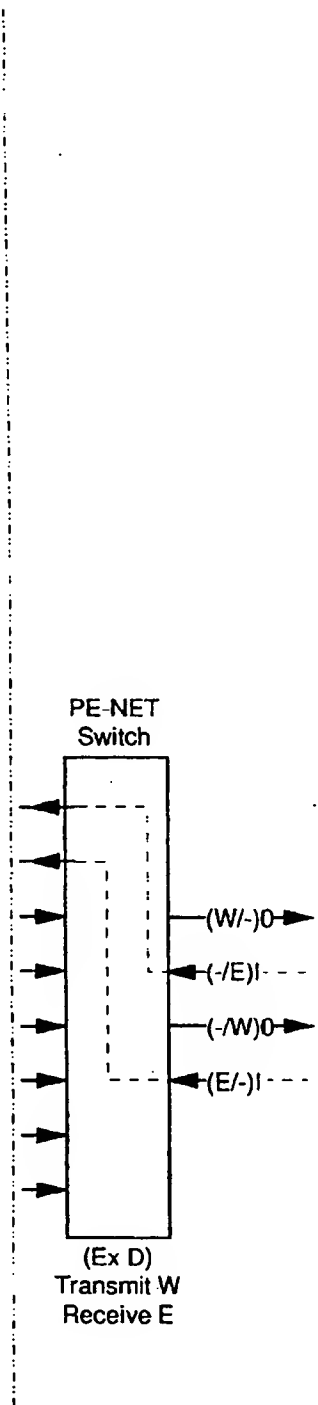 PE-NET
Switch
(W/-)0
(-/E)I
(-/W)0
(E/-)I
(Ex D)
Transmit W
Receive E